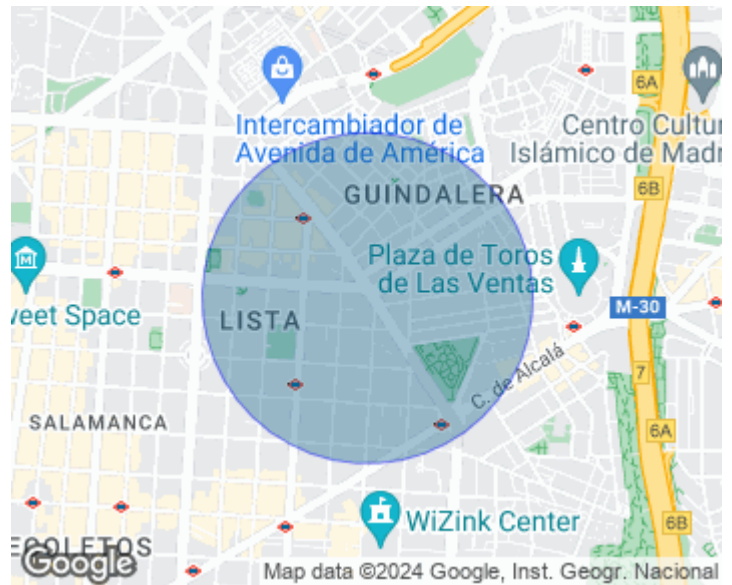 6A
Intercambiador de
Avenida de América
Centro Cultur
Islámico de Madr
6B
GUINDALERA
Plaza de Toros
de Las Ventas
weet Space
LISTA
M-30
C. de Alcalá
7
SALAMANCA
6A
WiZink Center
6B
ECOLETOS
Google
Map data ©2024 Google, Inst. Geogr. Nacional